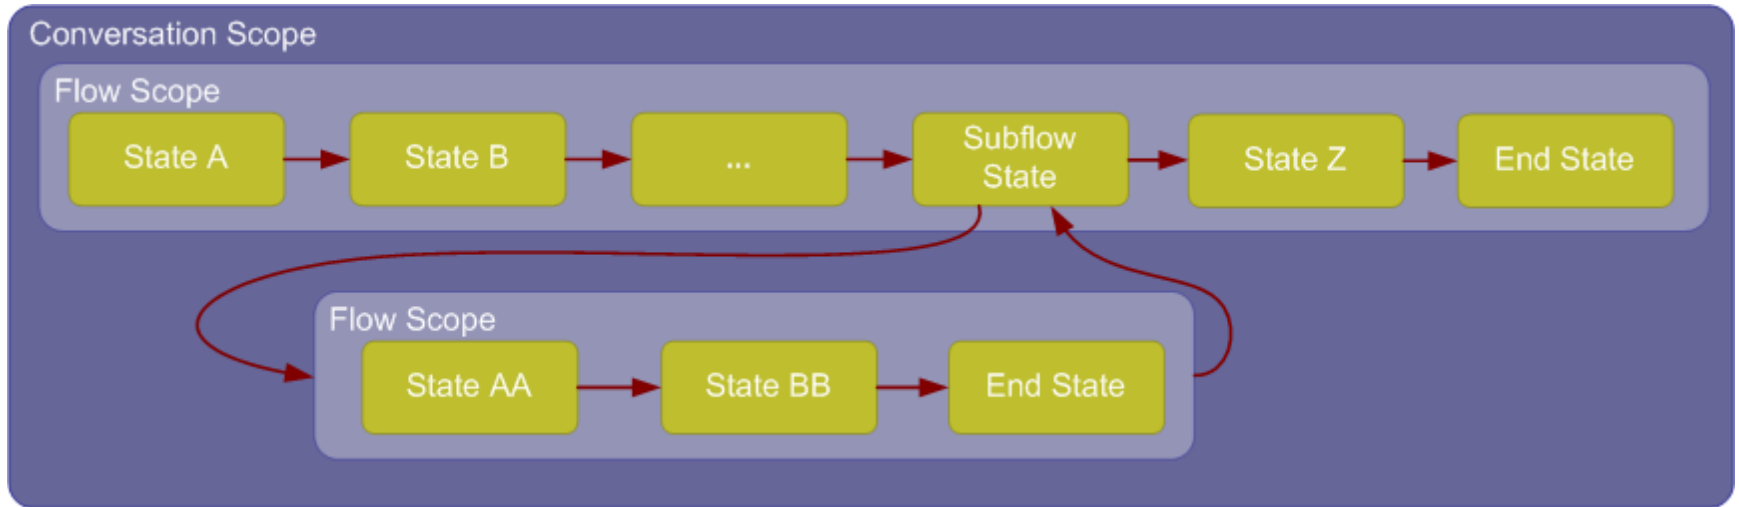 Conversation Scope
Flow Scope
State A
State B
...
Subflow
State
State Z
End State
Flow Scope
State AA
State BB
End State